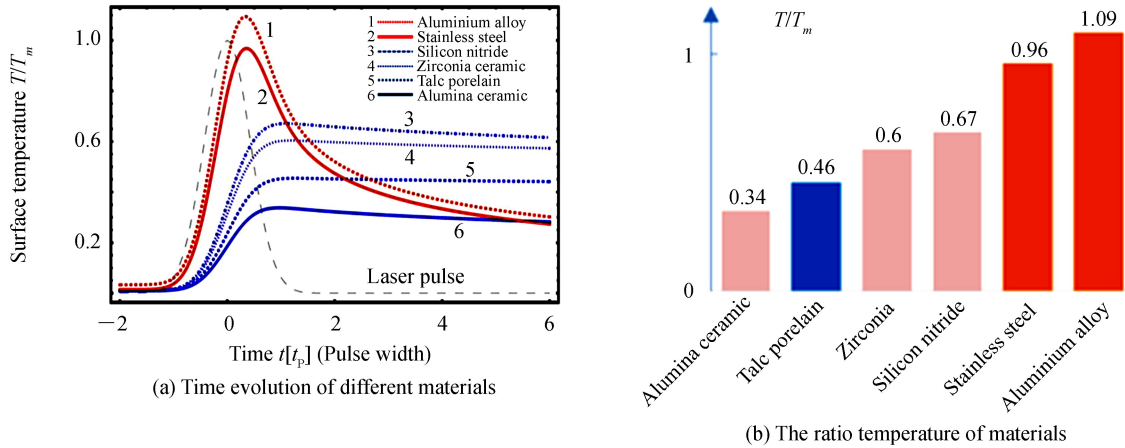 Surface temperature T/Tm
1.0
0.6
0.2
1 Aluminium alloy
2 Stainless steel
3 Silicon nitride
4 Zirconia ceramic
5 Talc porelain
6 Alumina ceramic
1
2
3
4
5
6
Laser pulse
−2 0 2 4 6
Time t[tP] (Pulse width)
(a) Time evolution of different materials
T/Tm
1
0
0.34
0.46
0.6
0.67
0.96
1.09
Alumina ceramic
Talc porelain
Zirconia
Silicon nitride
Stainless steel
Aluminium alloy
(b) The ratio temperature of materials